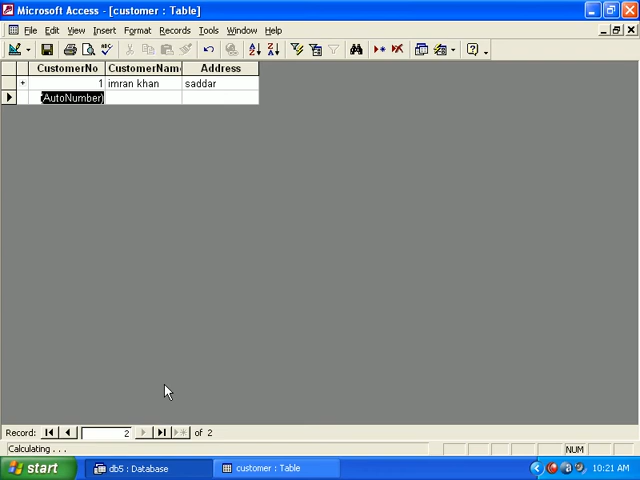 Microsoft Access - [customer : Table]
File Edit View Insert Format Records Tools Window Help
CustomerNo CustomerName Address
+ 1 imran khan saddar
(AutoNumber)
Record: 2 of 2
Calculating . . . NUM
start db5 : Database customer : Table 10:21 AM